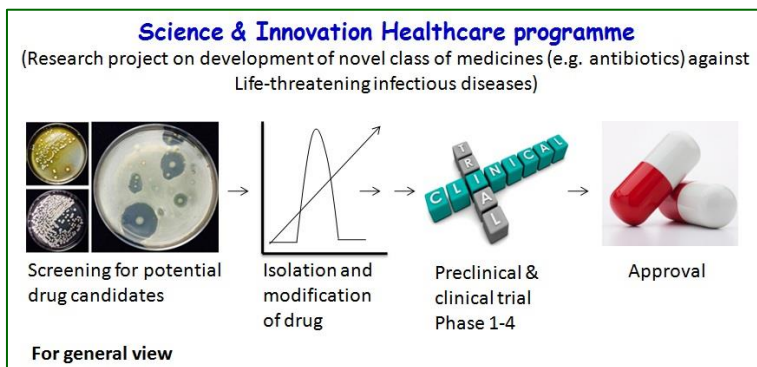 Science & Innovation Healthcare programme
(Research project on development of novel class of medicines (e.g. antibiotics) against
Life-threatening infectious diseases)
TRIAL
CLINICAL
Screening for potential
drug candidates
Isolation and
modification
of drug
Preclinical &
clinical trial
Phase 1-4
Approval
For general view